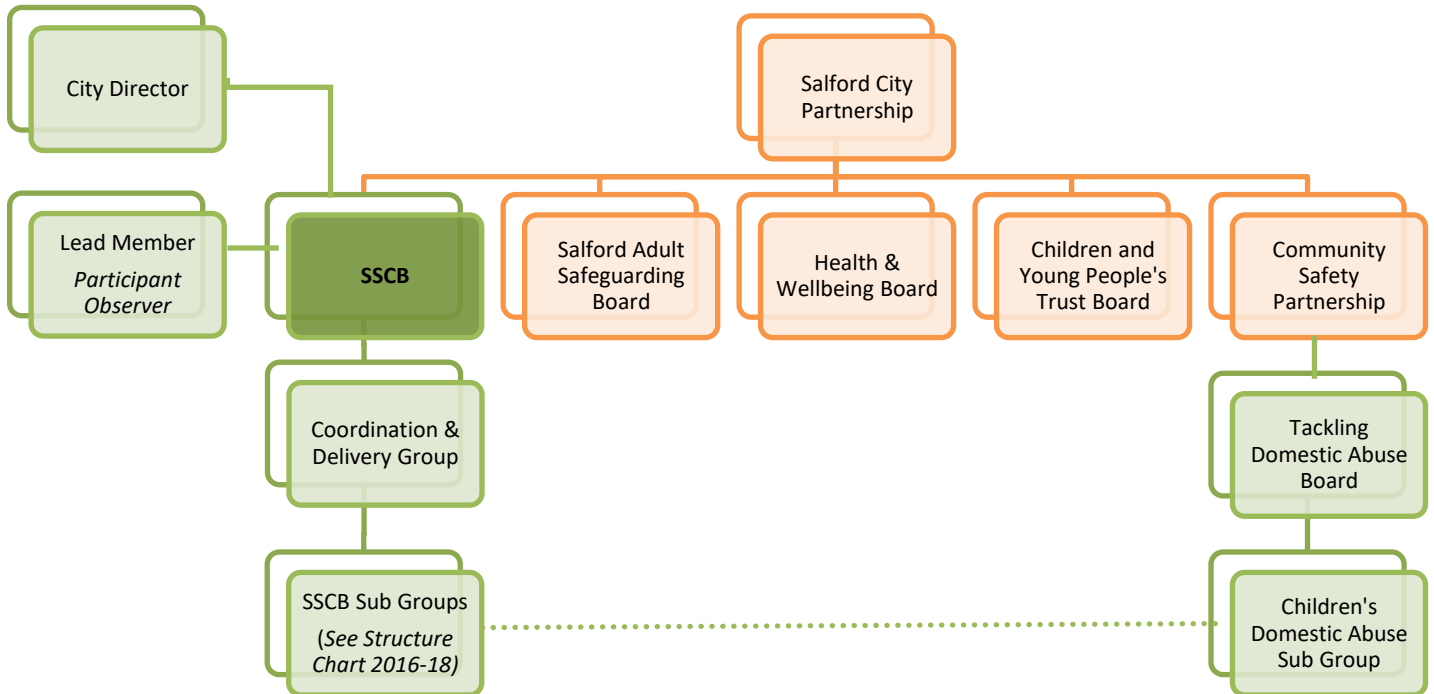 City Director
Salford City
Partnership
Lead Member
Participant
Observer
SSCB
Salford Adult
Safeguarding
Board
Health &
Wellbeing Board
Children and
Young People's
Trust Board
Community
Safety
Partnership
Coordination &
Delivery Group
Tackling
Domestic Abuse
Board
SSCB Sub Groups
(See Structure
Chart 2016-18)
Children's
Domestic Abuse
Sub Group